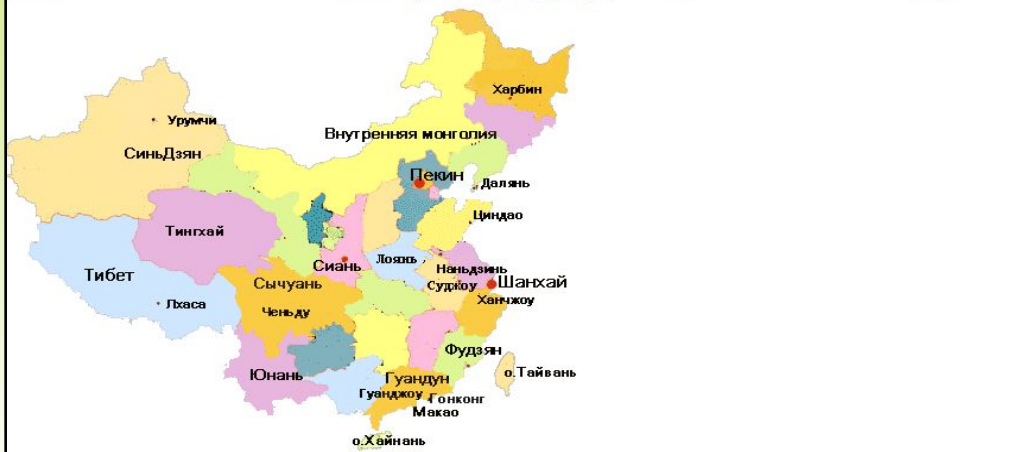 Харбин
Урумчи
Внутренняя монголия
СиньДзян
Пекин
Далянь
Циндао
Тингхай
Лоянь
Сиань
Наньдзинь
Тибет
Сычуань
Суджоу
Шанхай
Лхаса
Ченьду
Ханчжоу
Фудзян
Юнань
Гуандун
о.Тайвань
Гуанджоу
Гонконг
Макао
о.Хайнань